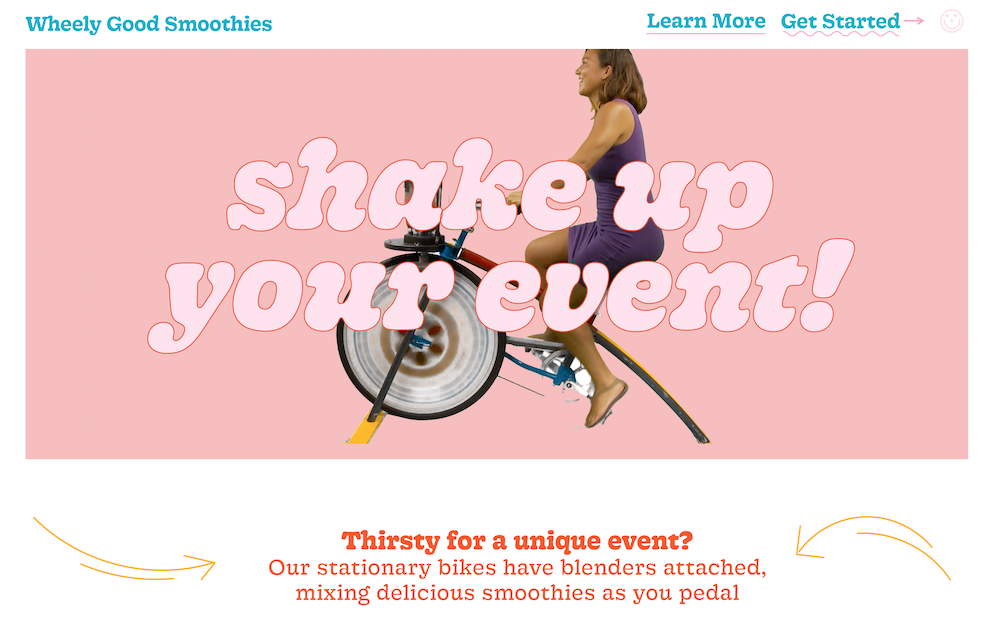 Wheely Good Smoothies
Learn More Get Started
shake up
your event!
Thirsty for a unique event?
Our stationary bikes have blenders attached,
mixing delicious smoothies as you pedal